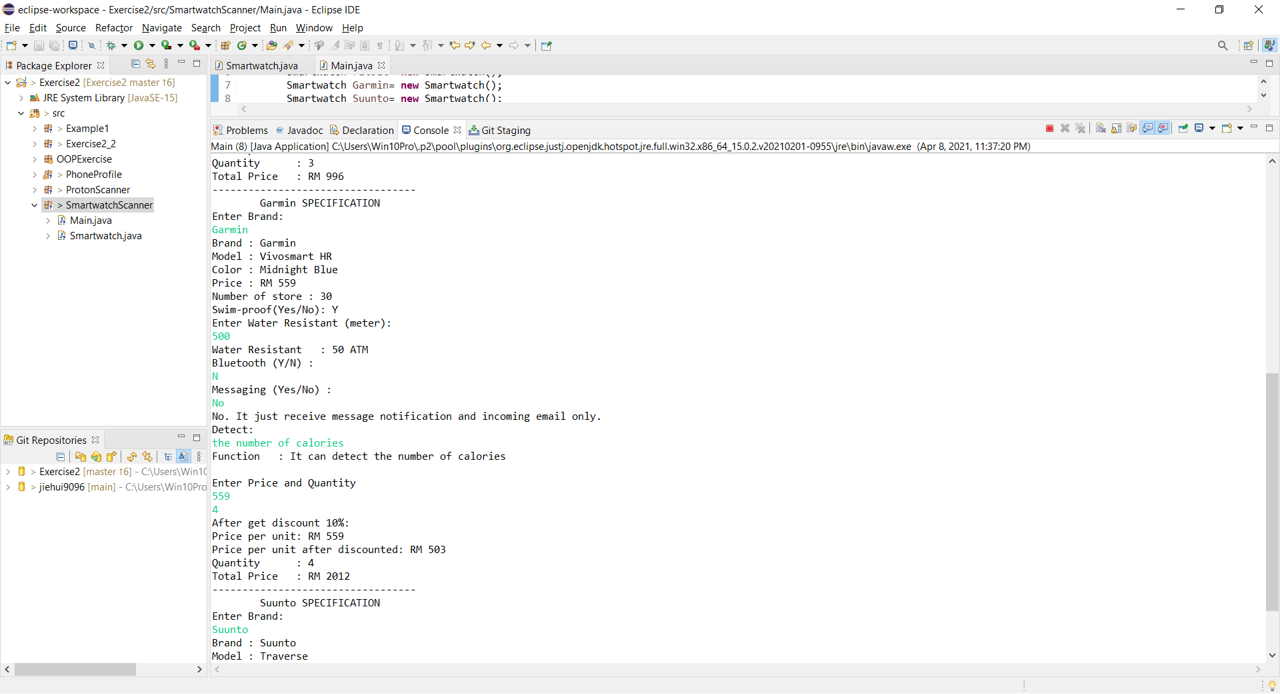 eclipse-workspace - Exercise2/src/SmartwatchScanner/Main.java - Eclipse IDE
File Edit Source Refactor Navigate Search Project Run Window Help
Package Explorer
Exercise2 [Exercise2 master ↑6]
JRE System Library [JavaSE-15]
> src
> Example1
> Exercise2_2
OOPExercise
> PhoneProfile
> ProtonScanner
> SmartwatchScanner
Main.java
Smartwatch.java
Git Repositories
> Exercise2 [master ↑6] - C:\Users\Win10
> jiehui9096 [main] - C:\Users\Win10Pro
Smartwatch.java Main.java
7 Smartwatch Garmin= new Smartwatch();
8 Smartwatch Suunto= new Smartwatch();
Problems Javadoc Declaration Console Git Staging
Main (8) [Java Application] C:\Users\Win10Pro\.p2\pool\plugins\org.eclipse.justj.openjdk.hotspot.jre.full.win32.x86_64_15.0.2.v20210201-0955\jre\bin\javaw.exe (Apr 8, 2021, 11:37:20 PM)
Quantity : 3
Total Price : RM 996
----------------------------------
Garmin SPECIFICATION
Enter Brand:
Garmin
Brand : Garmin
Model : Vivosmart HR
Color : Midnight Blue
Price : RM 559
Number of store : 30
Swim-proof(Yes/No): Y
Enter Water Resistant (meter):
500
Water Resistant : 50 ATM
Bluetooth (Y/N) :
N
Messaging (Yes/No) :
No
No. It just receive message notification and incoming email only.
Detect:
the number of calories
Function : It can detect the number of calories
Enter Price and Quantity
559
4
After get discount 10%:
Price per unit: RM 559
Price per unit after discounted: RM 503
Quantity : 4
Total Price : RM 2012
----------------------------------
Suunto SPECIFICATION
Enter Brand:
Suunto
Brand : Suunto
Model : Traverse